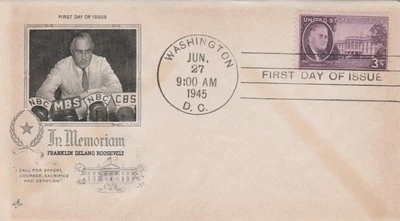 FIRST DAY OF ISSUE
NBC MBS NBC CBS
In Memoriam
FRANKLIN DELANO ROOSEVELT
"I CALL FOR EFFORT,
COURAGE, SACRIFICE
AND DEVOTION"
WASHINGTON
JUN.
27
9:00 AM
1945
D. C.
UNITED STATES
3¢
FIRST DAY OF ISSUE